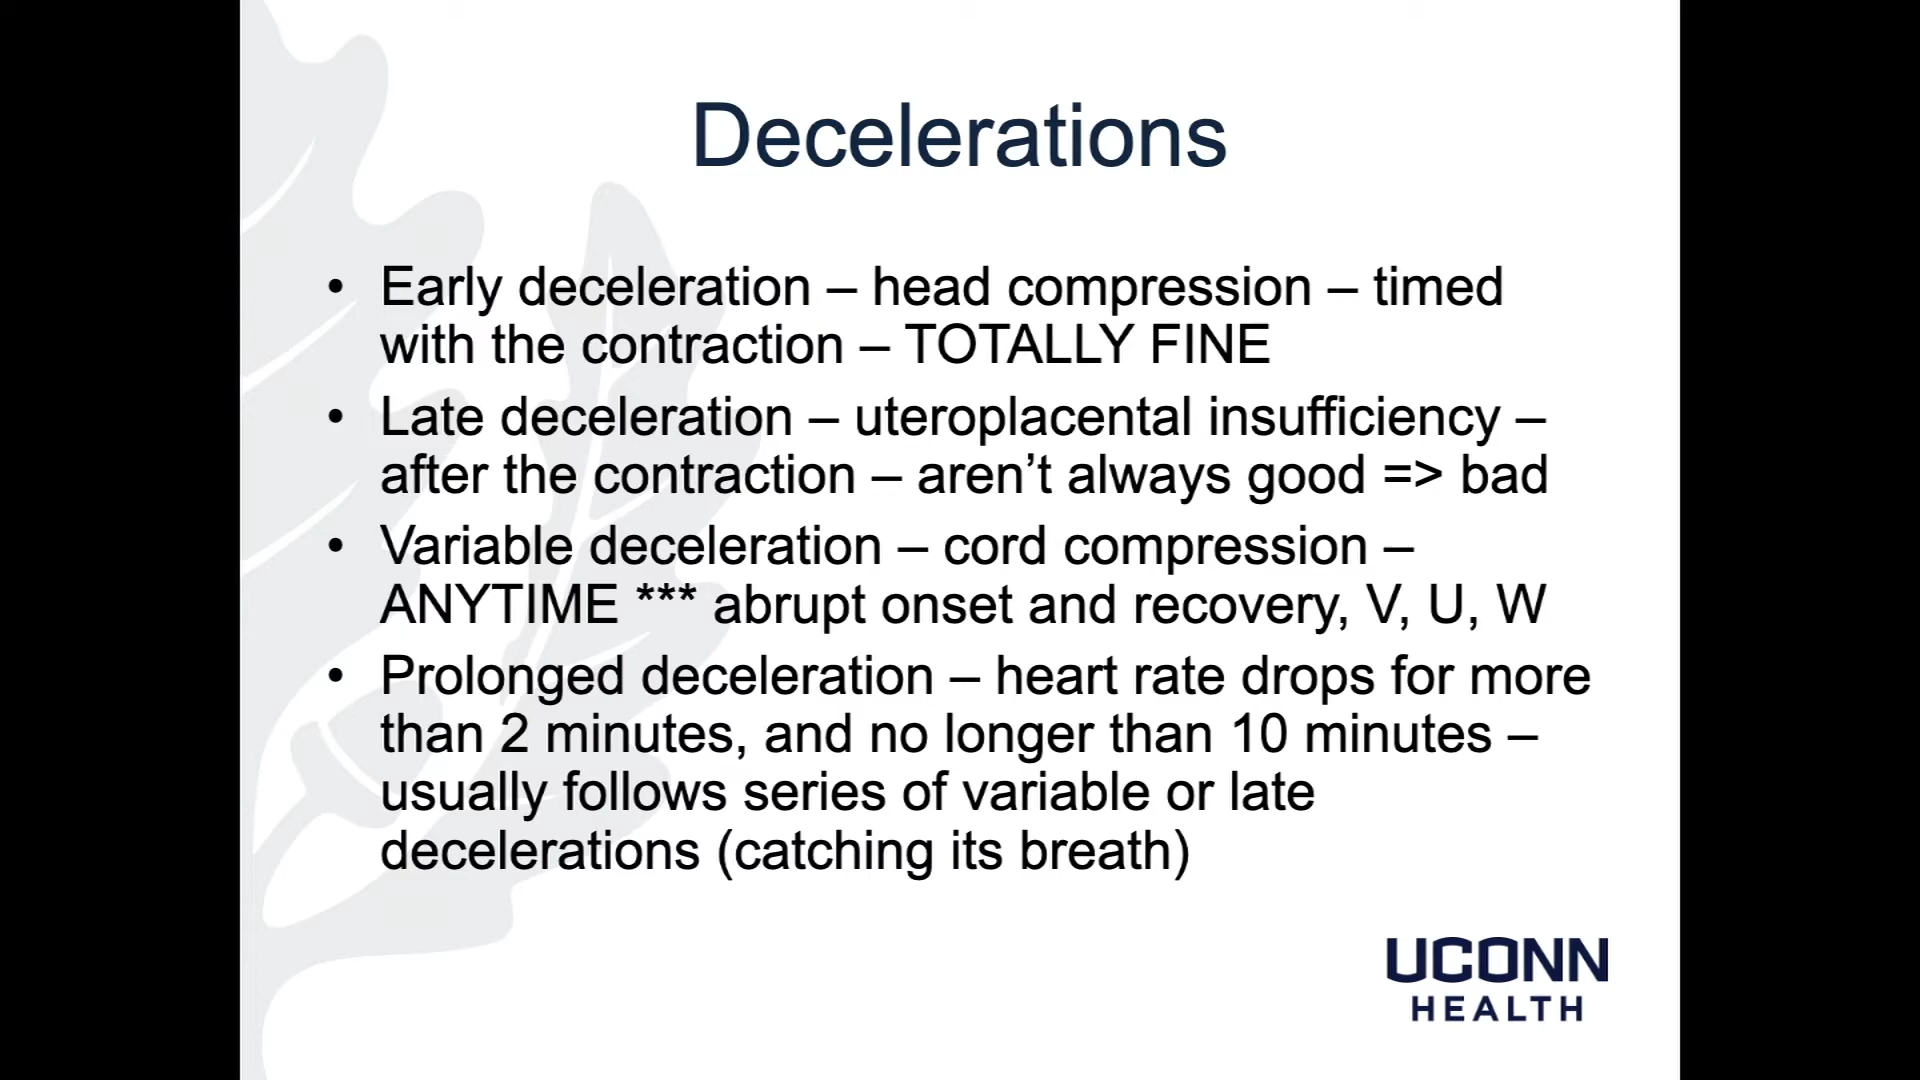 Decelerations
• Early deceleration – head compression – timed
with the contraction – TOTALLY FINE
• Late deceleration – uteroplacental insufficiency –
after the contraction – aren’t always good => bad
• Variable deceleration – cord compression –
ANYTIME *** abrupt onset and recovery, V, U, W
• Prolonged deceleration – heart rate drops for more
than 2 minutes, and no longer than 10 minutes –
usually follows series of variable or late
decelerations (catching its breath)
UCONN
HEALTH